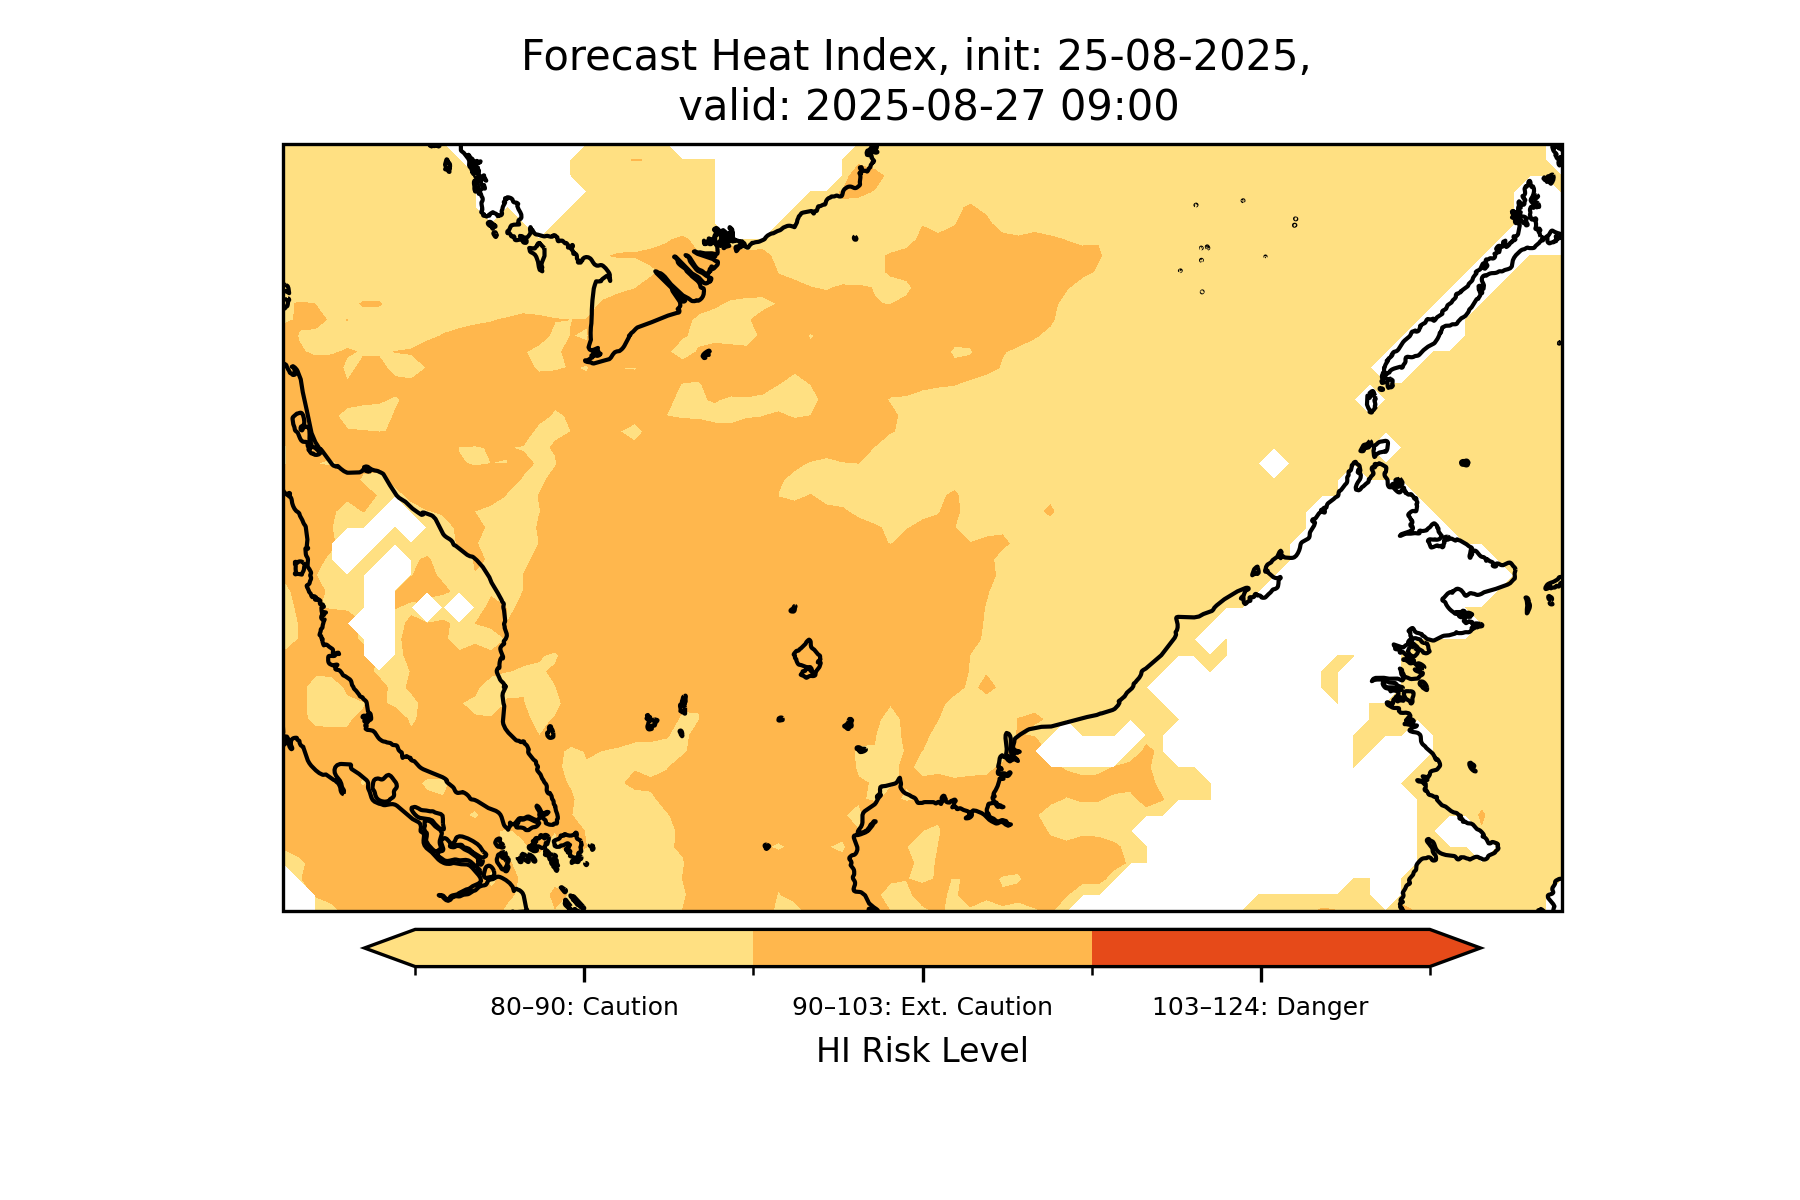 Forecast Heat Index, init: 25-08-2025,
valid: 2025-08-27 09:00
80–90: Caution
90–103: Ext. Caution
103–124: Danger
HI Risk Level